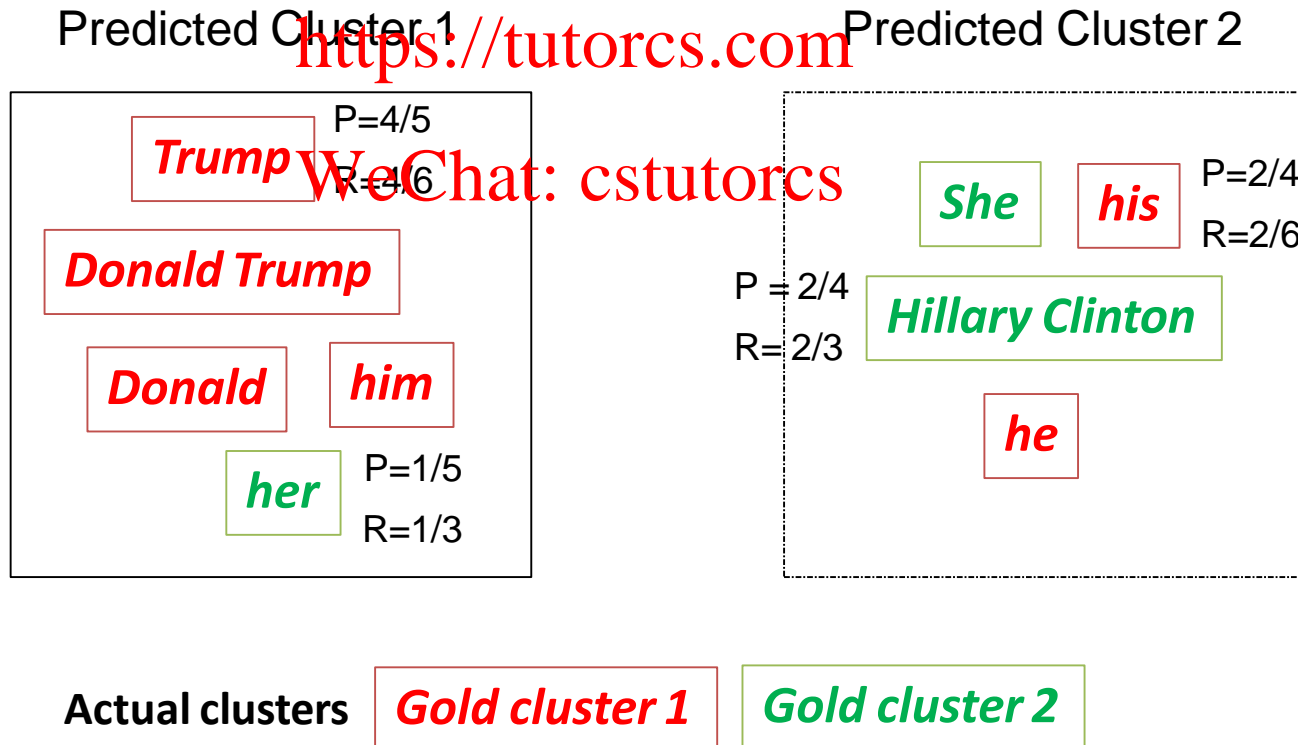 Predicted Cluster 1
https://tutorcs.com
Predicted Cluster 2
Trump
P=4/5
R=4/6
WeChat: cstutorcs
Donald Trump
Donald
him
her
P=1/5
R=1/3
She
his
P=2/4
R=2/6
P = 2/4
R= 2/3
Hillary Clinton
he
Actual clusters
Gold cluster 1
Gold cluster 2